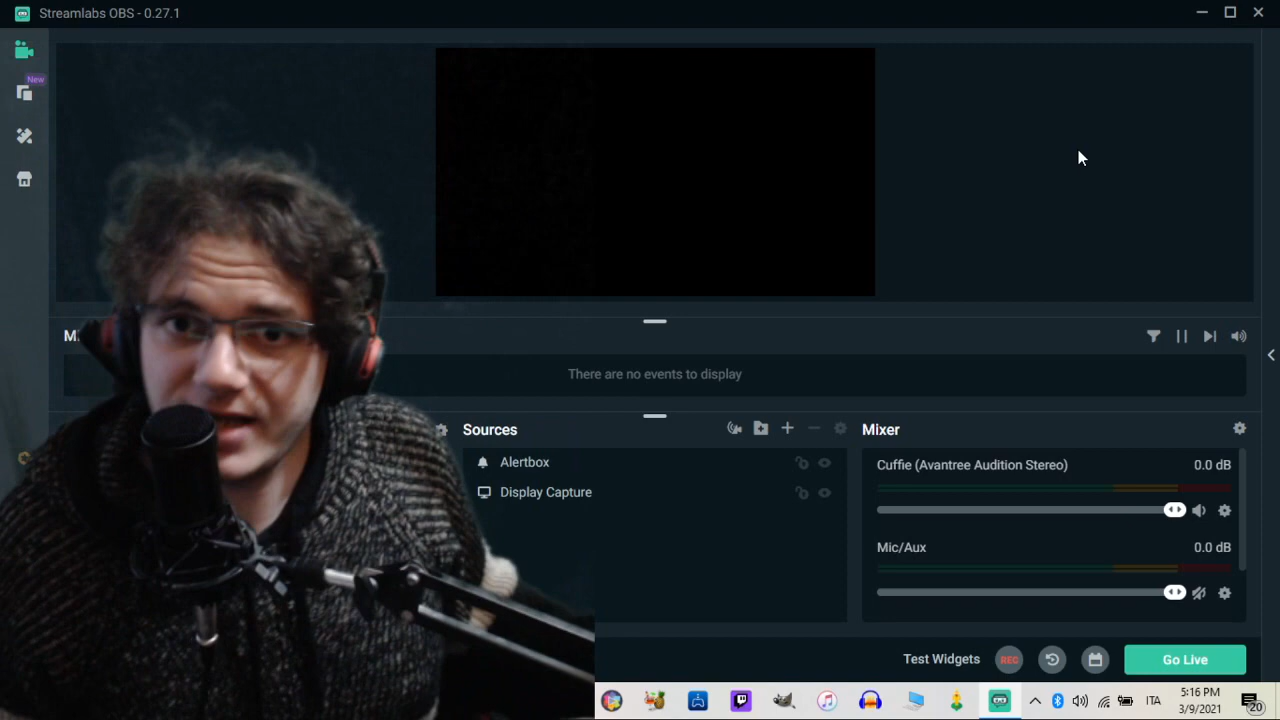 Streamlabs OBS - 0.27.1
New
There are no events to display
Sources
Mixer
Alertbox
Display Capture
Cuffie (Avantree Audition Stereo)
0.0 dB
Mic/Aux
0.0 dB
Test Widgets
REC
Go Live
ITA
5:16 PM
3/9/2021
20